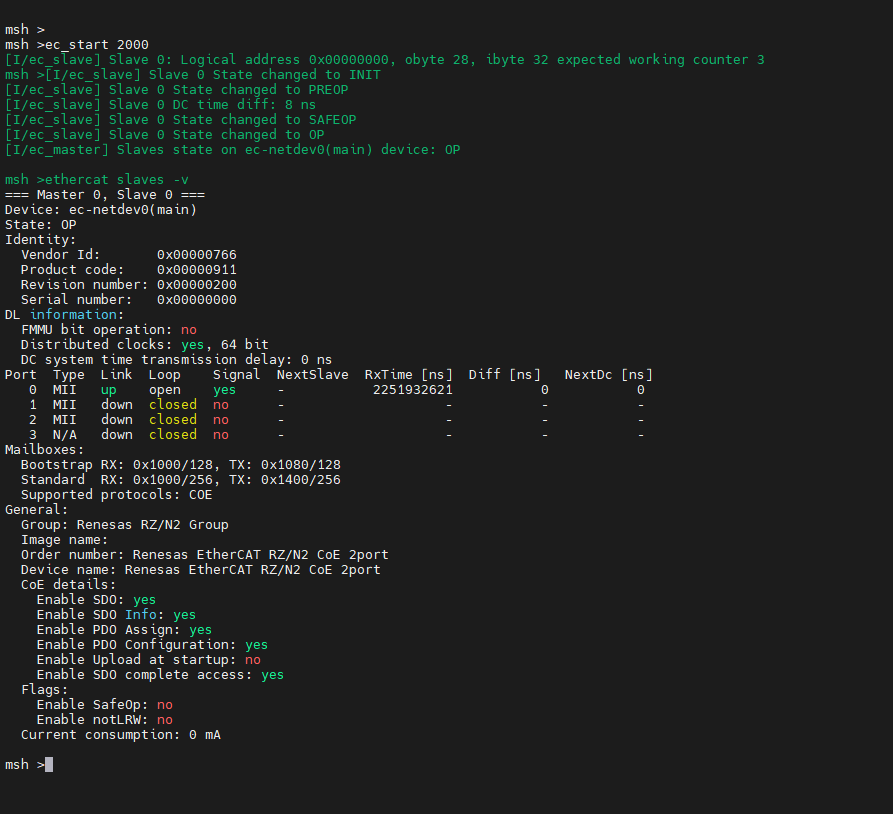 msh >
msh >ec_start 2000
[I/ec_slave] Slave 0: Logical address 0x00000000, obyte 28, ibyte 32 expected working counter 3
msh >[I/ec_slave] Slave 0 State changed to INIT
[I/ec_slave] Slave 0 State changed to PREOP
[I/ec_slave] Slave 0 DC time diff: 8 ns
[I/ec_slave] Slave 0 State changed to SAFEOP
[I/ec_slave] Slave 0 State changed to OP
[I/ec_master] Slaves state on ec-netdev0(main) device: OP
msh >ethercat slaves -v
=== Master 0, Slave 0 ===
Device: ec-netdev0(main)
State: OP
Identity:
  Vendor Id:       0x00000766
  Product code:    0x00000911
  Revision number: 0x00000200
  Serial number:   0x00000000
DL information:
  FMMU bit operation: no
  Distributed clocks: yes, 64 bit
  DC system time transmission delay: 0 ns
Port  Type  Link  Loop    Signal  NextSlave  RxTime [ns]  Diff [ns]   NextDc [ns]
   0  MII   up    open    yes     -           2251932621           0           0
   1  MII   down  closed  no      -                    -           -           -
   2  MII   down  closed  no      -                    -           -           -
   3  N/A   down  closed  no      -                    -           -           -
Mailboxes:
  Bootstrap RX: 0x1000/128, TX: 0x1080/128
  Standard  RX: 0x1000/256, TX: 0x1400/256
  Supported protocols: COE
General:
  Group: Renesas RZ/N2 Group
  Image name:
  Order number: Renesas EtherCAT RZ/N2 CoE 2port
  Device name: Renesas EtherCAT RZ/N2 CoE 2port
  CoE details:
    Enable SDO: yes
    Enable SDO Info: yes
    Enable PDO Assign: yes
    Enable PDO Configuration: yes
    Enable Upload at startup: no
    Enable SDO complete access: yes
  Flags:
    Enable SafeOp: no
    Enable notLRW: no
  Current consumption: 0 mA
msh >